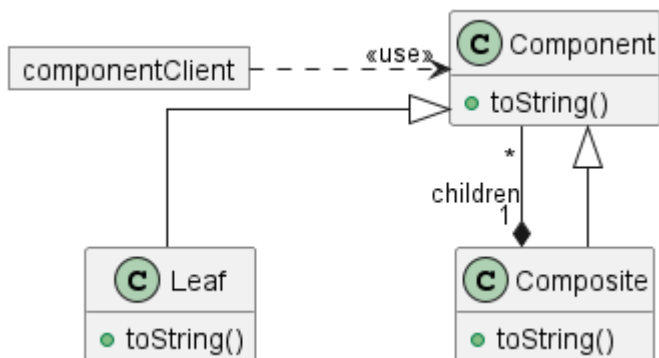 C Component
«use»
componentClient
toString()
*
children
1
C Leaf
C Composite
toString()
toString()